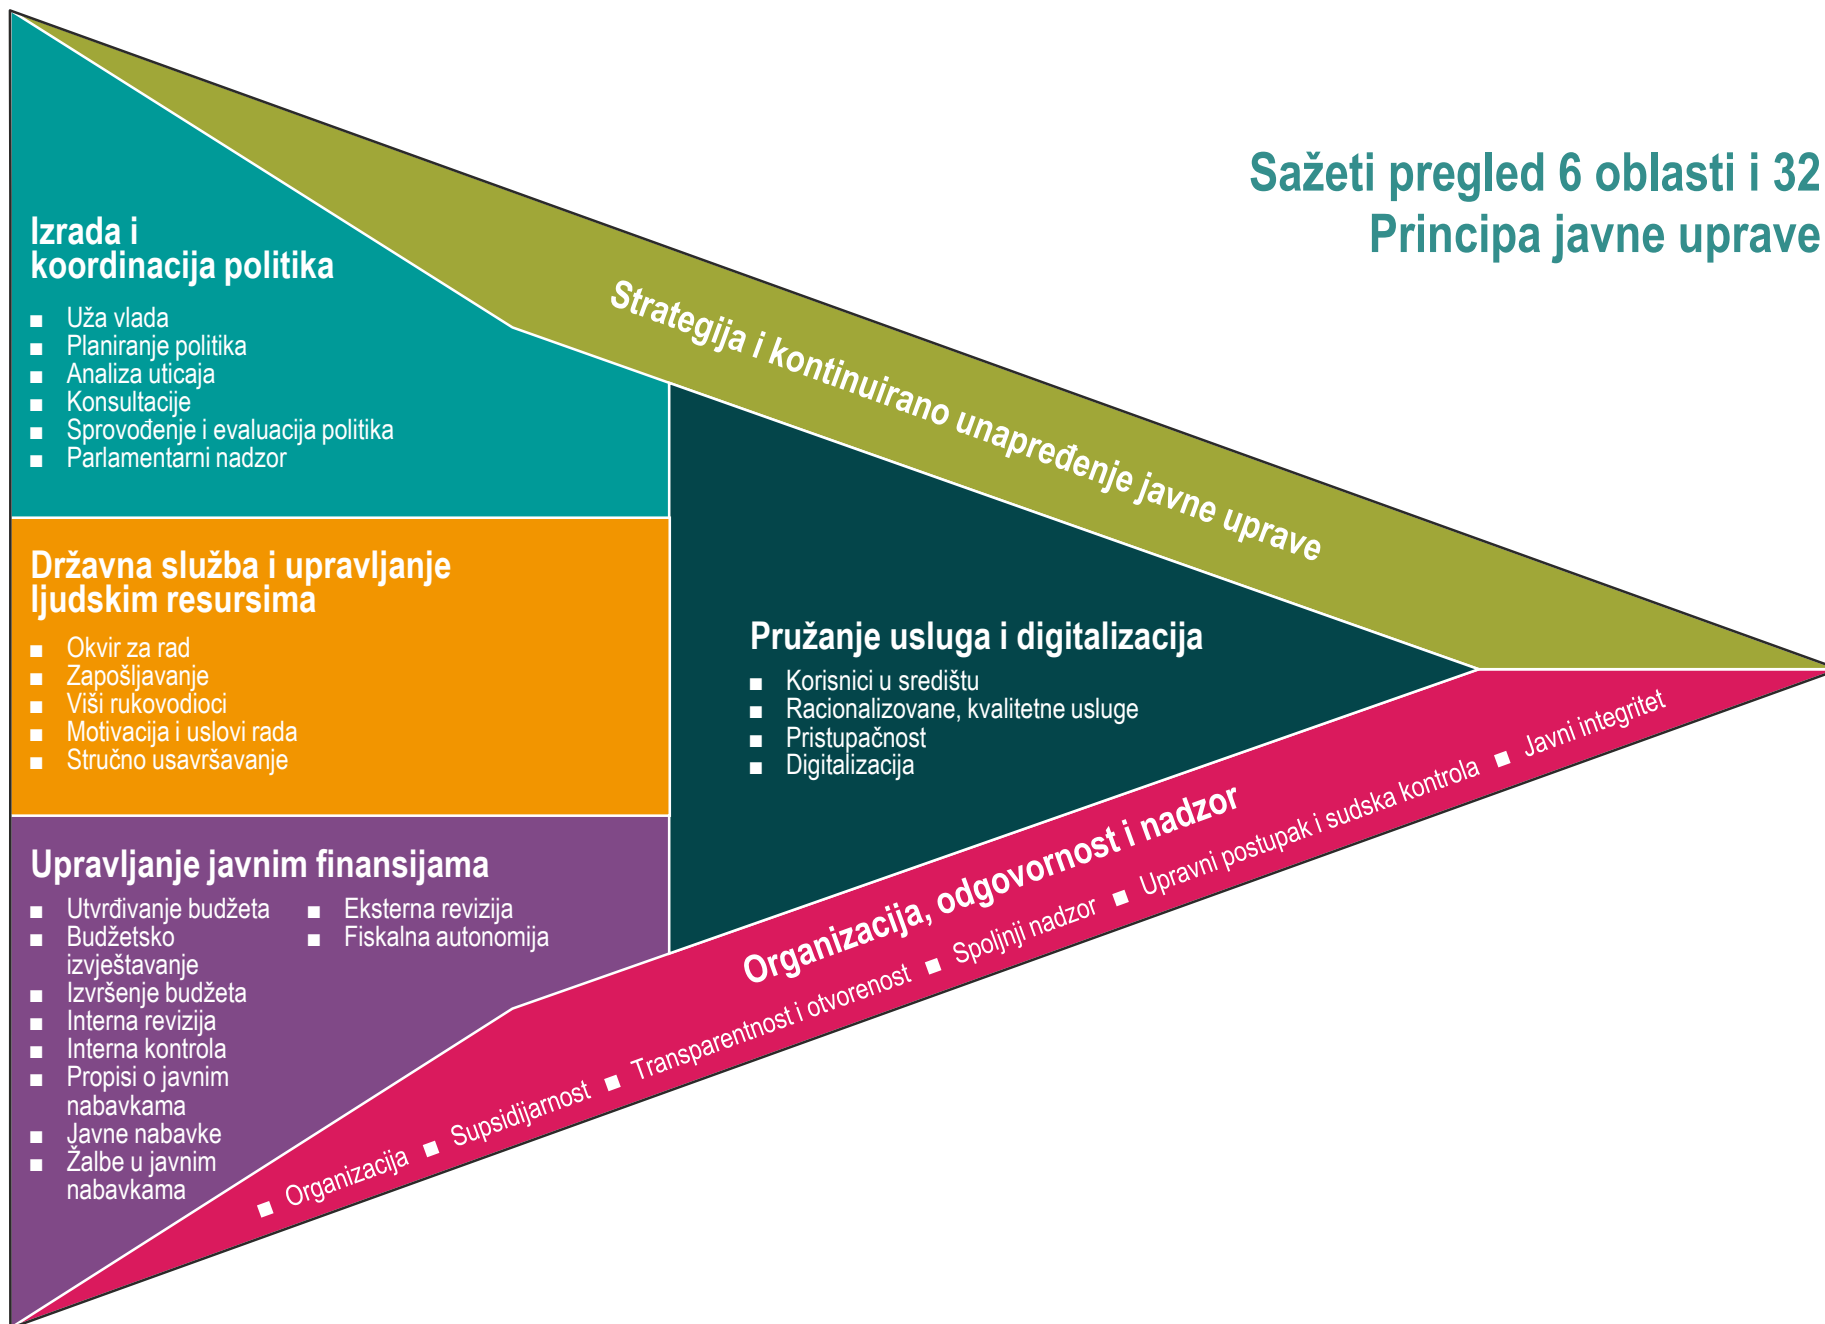 Sažeti pregled 6 oblasti i 32
Principa javne uprave
Strategija i kontinuirano unapređenje javne uprave
Izrada i
koordinacija politika
■ Uža vlada
■ Planiranje politika
■ Analiza uticaja
■ Konsultacije
■ Sprovođenje i evaluacija politika
■ Parlamentarni nadzor
Državna služba i upravljanje
ljudskim resursima
■ Okvir za rad
■ Zapošljavanje
■ Viši rukovodioci
■ Motivacija i uslovi rada
■ Stručno usavršavanje
Pružanje usluga i digitalizacija
■ Korisnici u središtu
■ Racionalizovane, kvalitetne usluge
■ Pristupačnost
■ Digitalizacija
Upravljanje javnim finansijama
■ Utvrđivanje budžeta
■ Budžetsko
izvještavanje
■ Izvršenje budžeta
■ Interna revizija
■ Interna kontrola
■ Propisi o javnim
nabavkama
■ Javne nabavke
■ Žalbe u javnim
nabavkama
■ Eksterna revizija
■ Fiskalna autonomija
Organizacija, odgovornost i nadzor
■ Organizacija ■ Supsidijarnost ■ Transparentnost i otvorenost ■ Spoljnji nadzor ■ Upravni postupak i sudska kontrola ■ Javni integritet